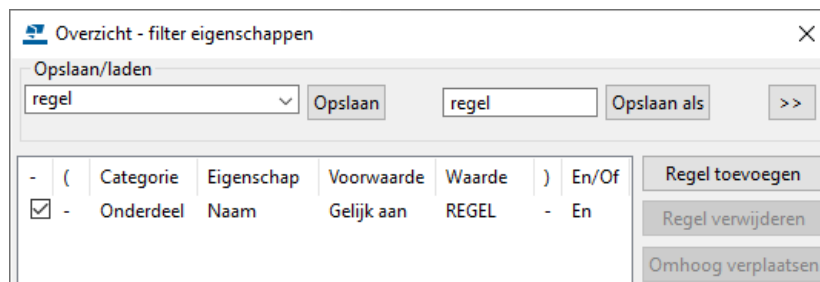 Overzicht - filter eigenschappen
Opslaan/laden
regel Opslaan regel Opslaan als >>
- ( Categorie Eigenschap Voorwaarde Waarde ) En/Of
- Onderdeel Naam Gelijk aan REGEL - En
Regel toevoegen
Regel verwijderen
Omhoog verplaatsen